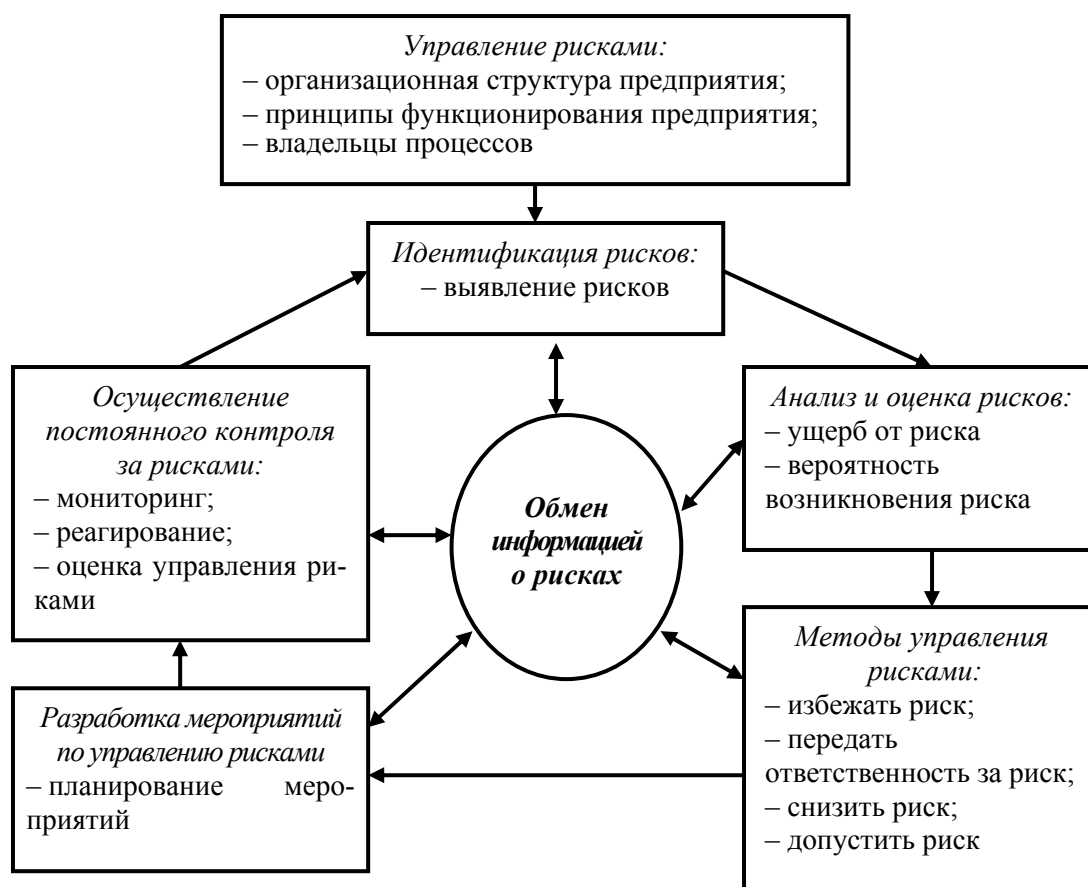 Управление рисками:
– организационная структура предприятия;
– принципы функционирования предприятия;
– владельцы процессов
Идентификация рисков:
– выявление рисков
Осуществление
постоянного контроля
за рисками:
– мониторинг;
– реагирование;
– оценка управления ри-
ками
Обмен
информацией
о рисках
Анализ и оценка рисков:
– ущерб от риска
– вероятность
возникновения риска
Разработка мероприятий
по управлению рисками
– планирование меро-
приятий
Методы управления
рисками:
– избежать риск;
– передать
ответственность за риск;
– снизить риск;
– допустить риск